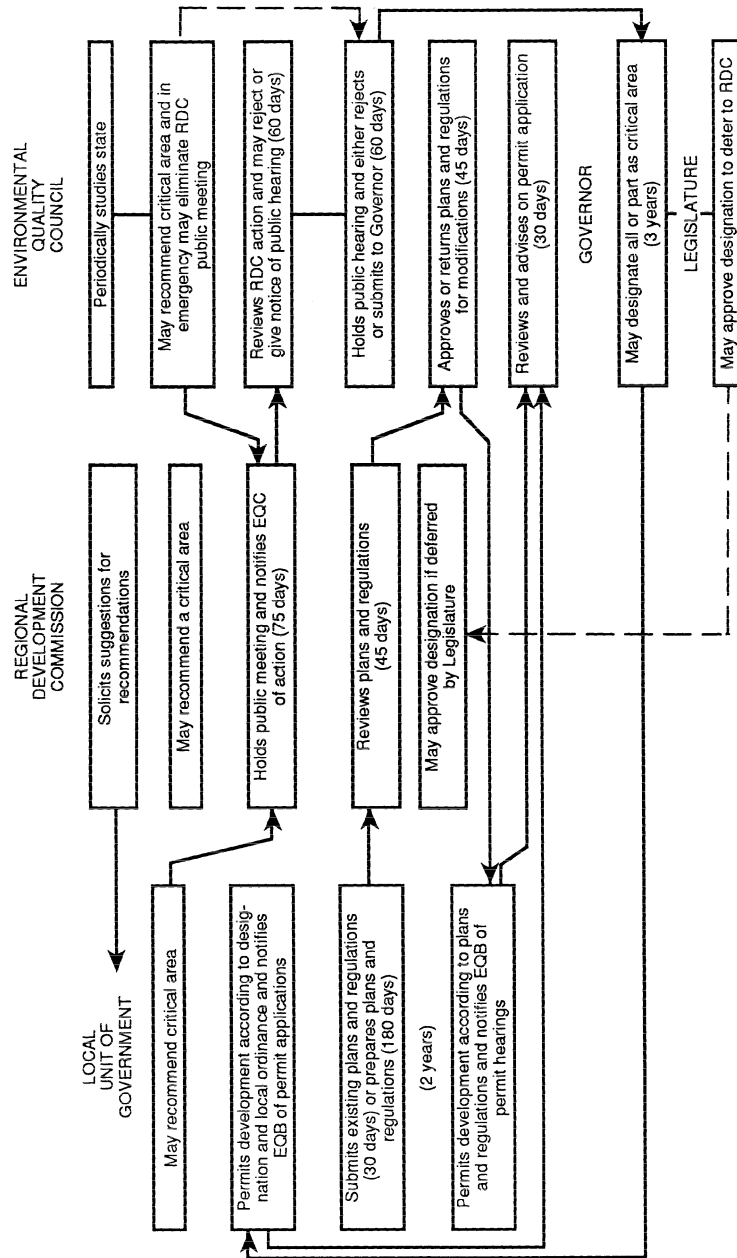 LOCAL
UNIT OF
GOVERNMENT
May recommend critical area
Permits development according to desig-
nation and local ordinance and notifies
EQB of permit applications
Submits existing plans and regulations
(30 days) or prepares plans and
regulations (180 days)
(2 years)
Permits development according to plans
and regulations and notifies EQB of
permit hearings
REGIONAL
DEVELOPMENT
COMMISSION
Solicits suggestions for
recommendations
May recommend a critical area
Holds public meeting and notifies EQC
of action (75 days)
Reviews plans and regulations
(45 days)
May approve designation if deferred
by Legislature
ENVIRONMENTAL
QUALITY
COUNCIL
Periodically studies state
May recommend critical area and in
emergency may eliminate RDC
public meeting
Reviews RDC action and may reject or
give notice of public hearing (60 days)
Holds public hearing and either rejects
or submits to Governor (60 days)
Approves or returns plans and regulations
for modifications (45 days)
Reviews and advises on permit application
(30 days)
GOVERNOR
May designate all or part as critical area
(3 years)
LEGISLATURE
May approve designation to deter to RDC